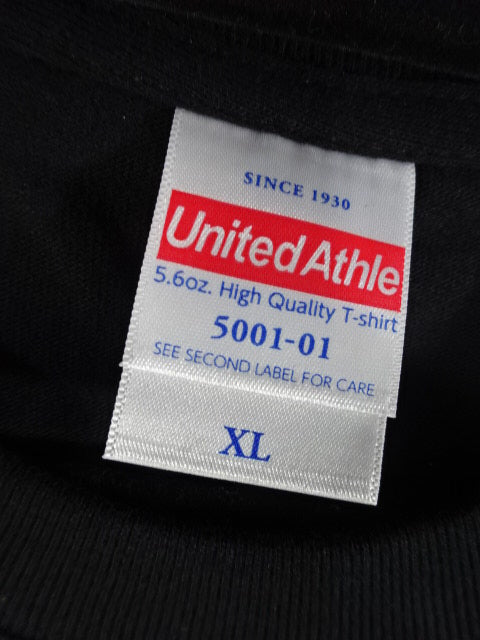 SINCE 1930
UnitedAthle
5.6oz. High Quality T-shirt
5001-01
SEE SECOND LABEL FOR CARE
XL